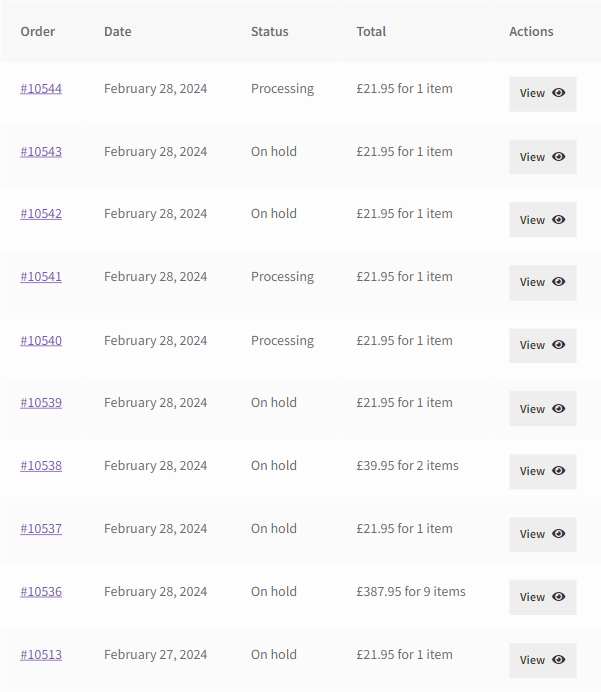 Order Date Status Total Actions
#10544 February 28, 2024 Processing £21.95 for 1 item View
#10543 February 28, 2024 On hold £21.95 for 1 item View
#10542 February 28, 2024 On hold £21.95 for 1 item View
#10541 February 28, 2024 Processing £21.95 for 1 item View
#10540 February 28, 2024 Processing £21.95 for 1 item View
#10539 February 28, 2024 On hold £21.95 for 1 item View
#10538 February 28, 2024 On hold £39.95 for 2 items View
#10537 February 28, 2024 On hold £21.95 for 1 item View
#10536 February 28, 2024 On hold £387.95 for 9 items View
#10513 February 27, 2024 On hold £21.95 for 1 item View